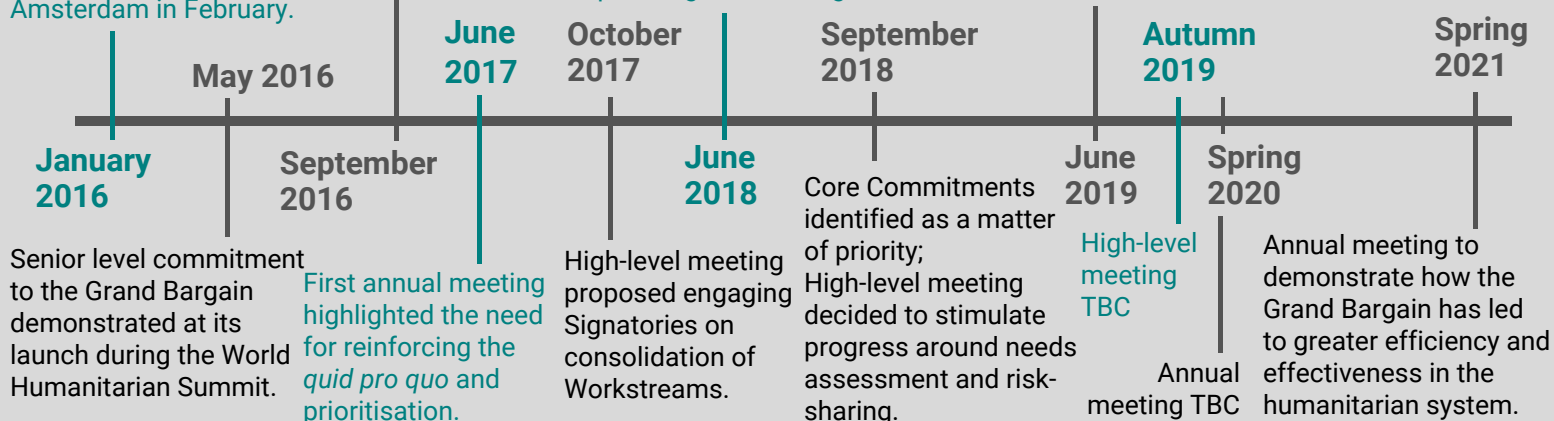 Amsterdam in February.
January
2016
May 2016
Senior level commitment
to the Grand Bargain
demonstrated at its
launch during the World
Humanitarian Summit.
September
2016
June
2017
First annual meeting
highlighted the need
for reinforcing the
quid pro quo and
prioritisation.
October
2017
High-level meeting
proposed engaging
Signatories on
consolidation of
Workstreams.
June
2018
September
2018
Core Commitments
identified as a matter
of priority;
High-level meeting
decided to stimulate
progress around needs
assessment and risk-
sharing.
June
2019
Autumn
2019
High-level
meeting
TBC
Spring
2020
Annual
meeting TBC
Spring
2021
Annual meeting to
demonstrate how the
Grand Bargain has led
to greater efficiency and
effectiveness in the
humanitarian system.